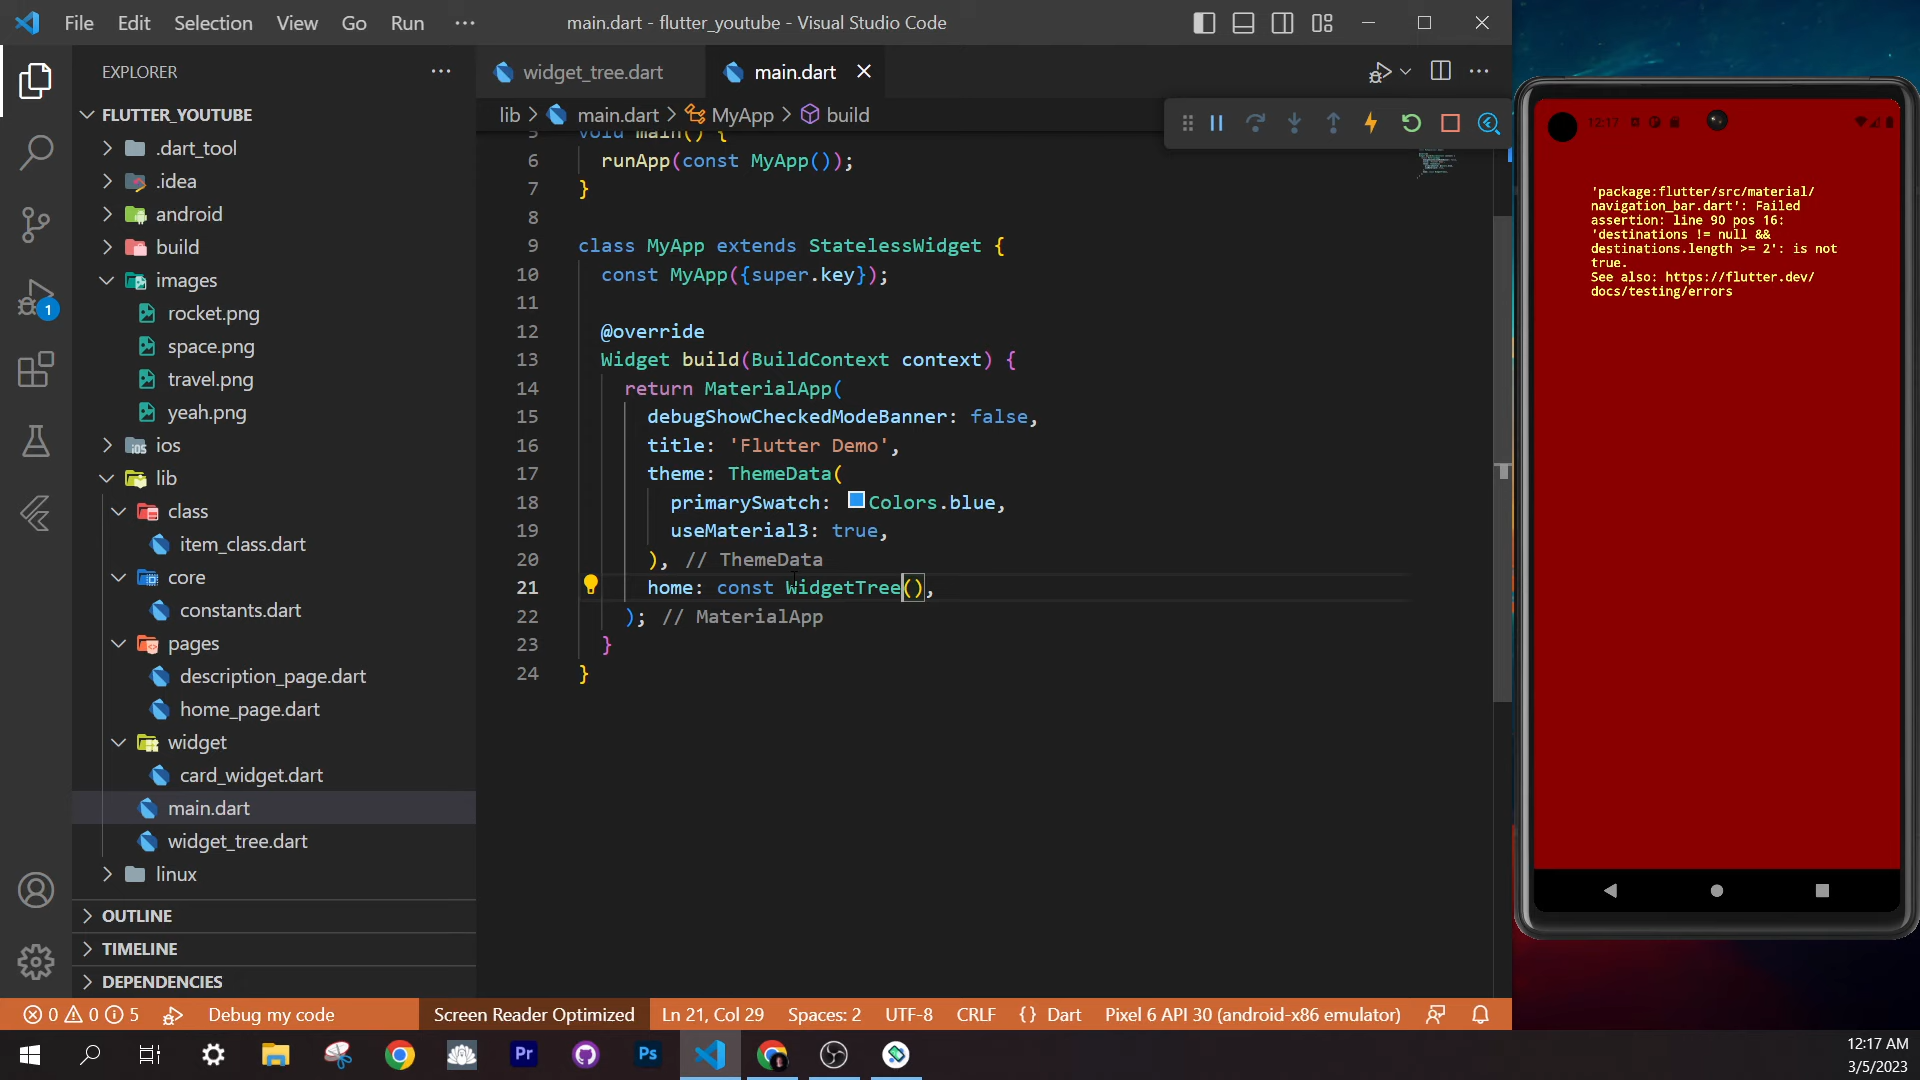 File Edit Selection View Go Run ···
main.dart - flutter_youtube - Visual Studio Code
EXPLORER
FLUTTER_YOUTUBE
.dart_tool
.idea
android
build
images
rocket.png
space.png
travel.png
yeah.png
ios
lib
class
item_class.dart
core
constants.dart
pages
description_page.dart
home_page.dart
widget
card_widget.dart
main.dart
widget_tree.dart
linux
OUTLINE
TIMELINE
DEPENDENCIES
1
widget_tree.dart
main.dart
lib > main.dart > MyApp > build
5 void main() {
6 runApp(const MyApp());
7 }
8
9 class MyApp extends StatelessWidget {
10 const MyApp({super.key});
11
12 @override
13 Widget build(BuildContext context) {
14 return MaterialApp(
15 debugShowCheckedModeBanner: false,
16 title: 'Flutter Demo',
17 theme: ThemeData(
18 primarySwatch: Colors.blue,
19 useMaterial3: true,
20 ), // ThemeData
21 home: const WidgetTree(),
22 ); // MaterialApp
23 }
24 }
12:17
'package:flutter/src/material/
navigation_bar.dart': Failed
assertion: line 90 pos 16:
'destinations != null &&
destinations.length >= 2': is not
true.
See also: https://flutter.dev/
docs/testing/errors
0 0 5 Debug my code Screen Reader Optimized Ln 21, Col 29 Spaces: 2 UTF-8 CRLF {} Dart Pixel 6 API 30 (android-x86 emulator)
Pr
Ps
12:17 AM
3/5/2023